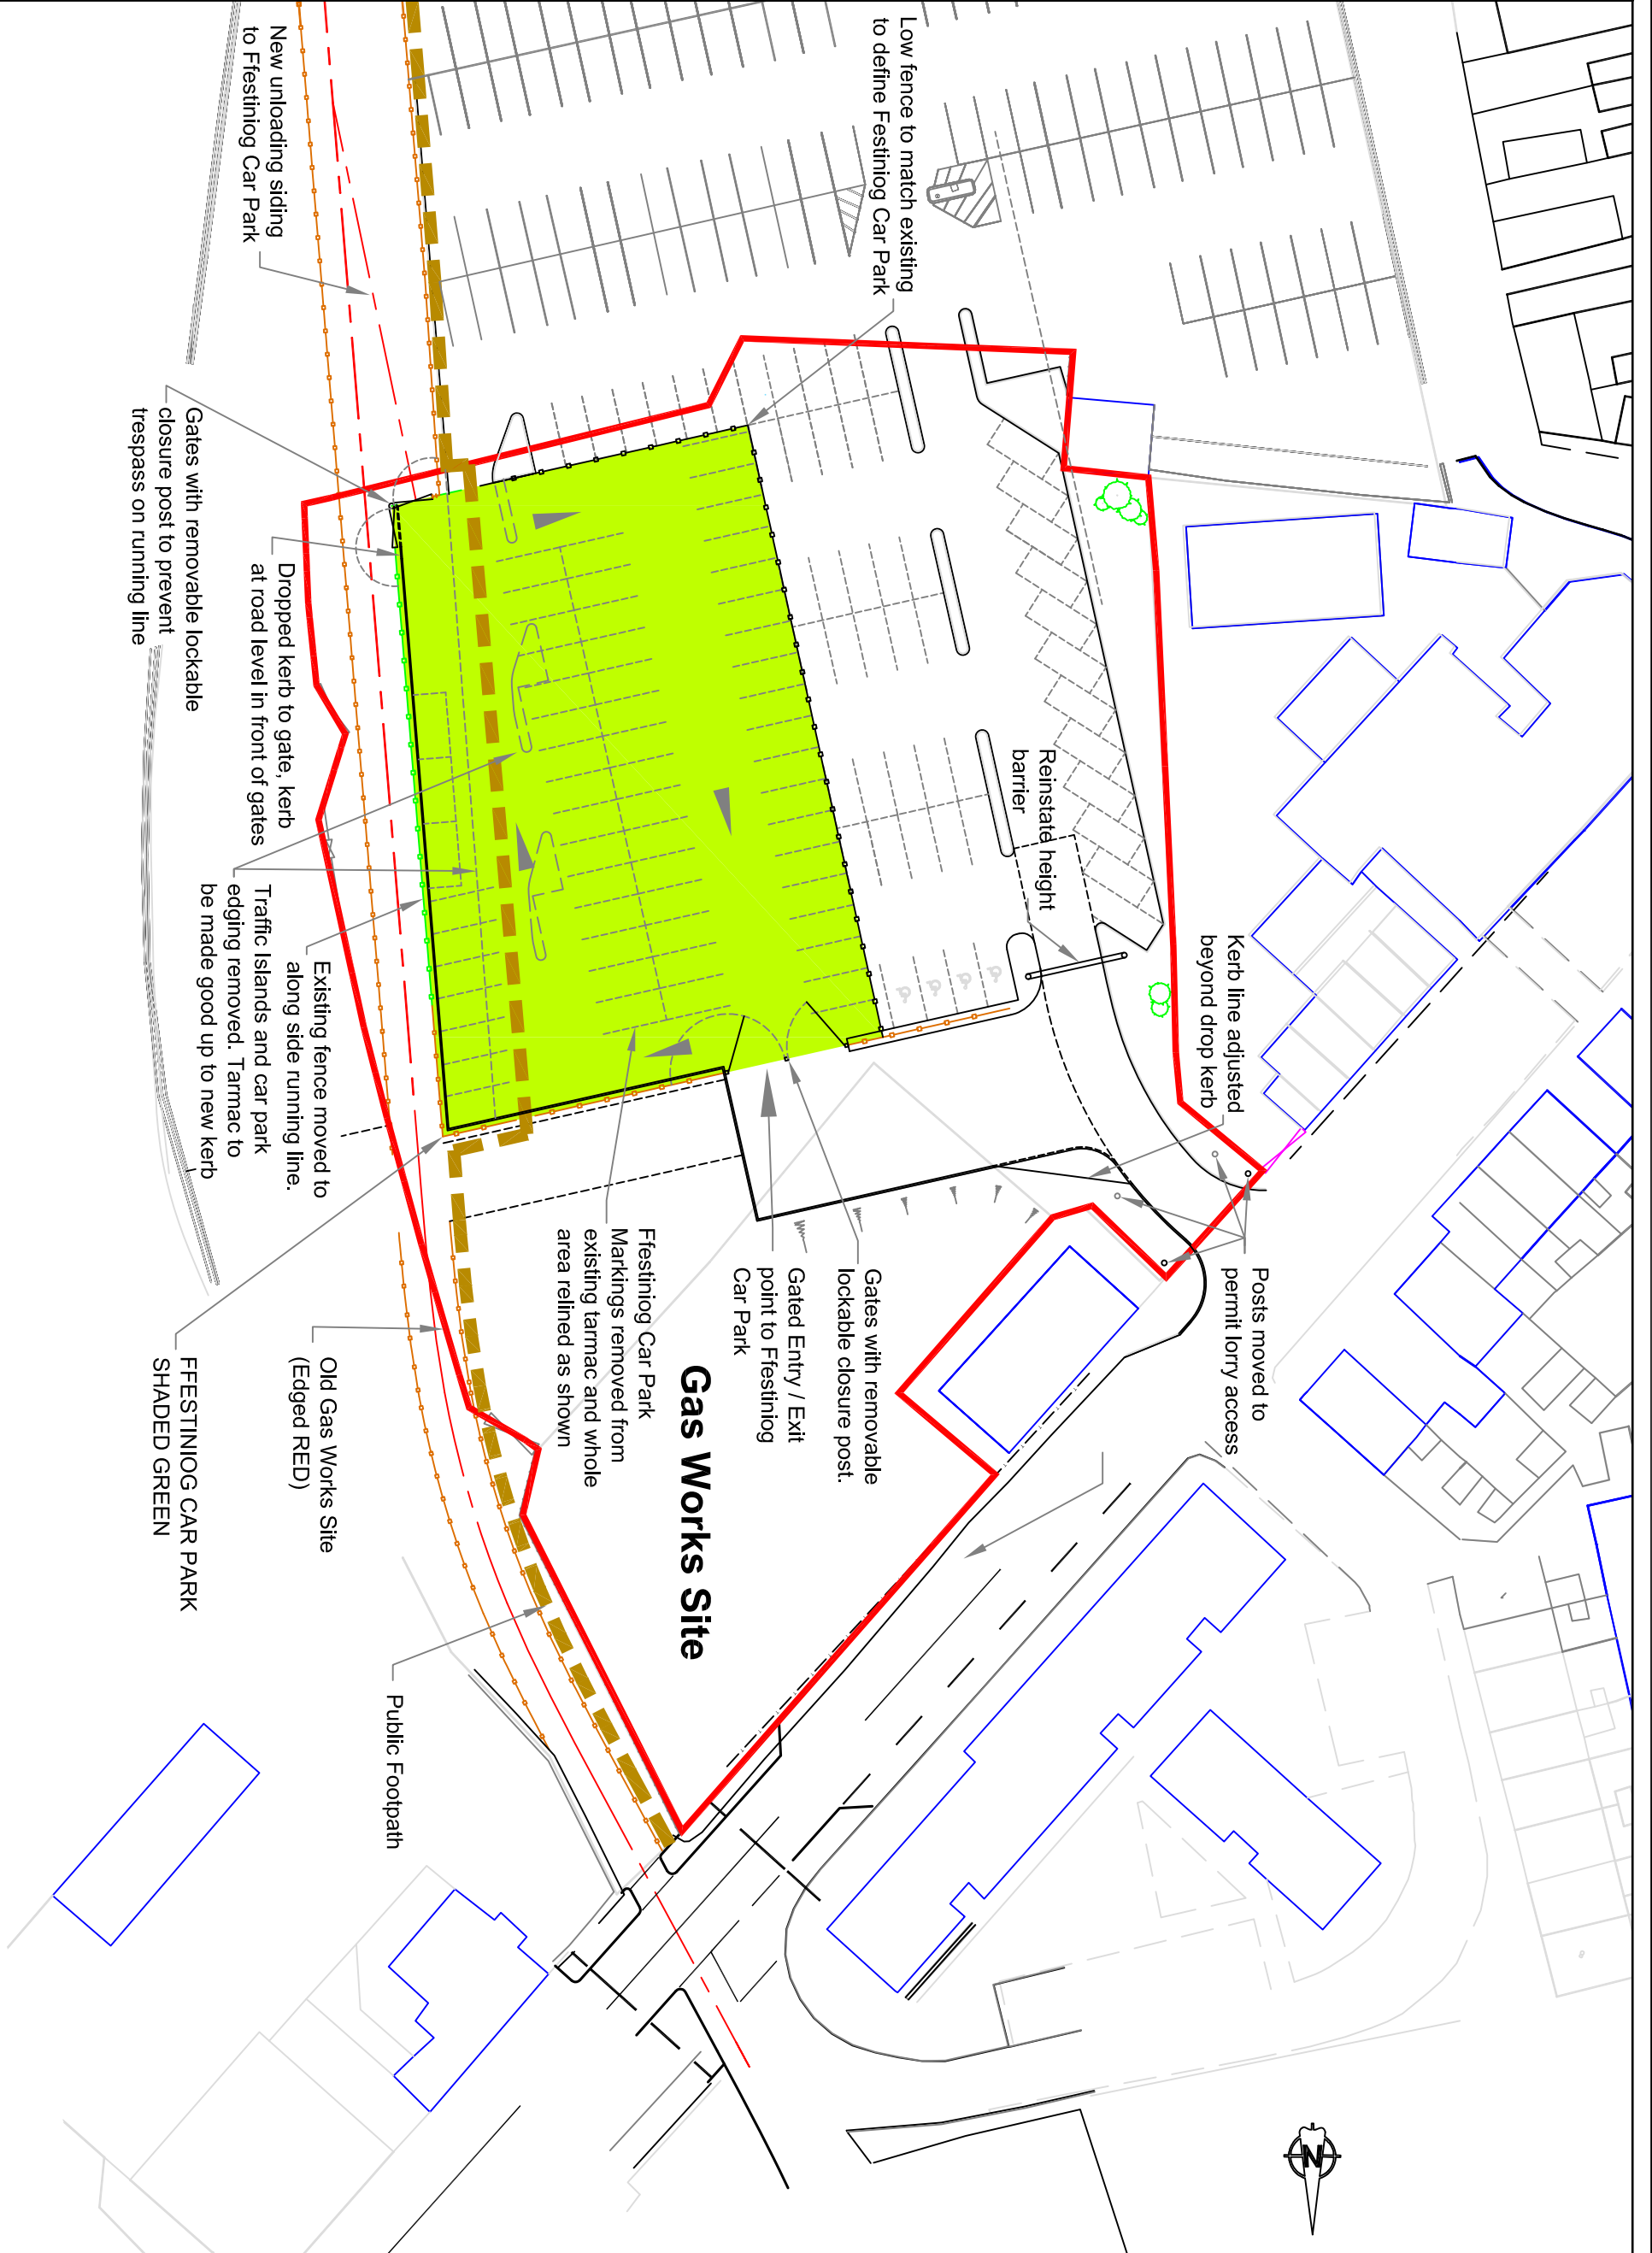 Low fence to match existing
to define Festiniog Car Park
New unloading siding
to Ffestiniog Car Park
Gates with removable lockable
closure post to prevent
trespass on running line
Dropped kerb to gate, kerb
at road level in front of gates
Reinstate height
barrier
Traffic Islands and car park
edging removed. Tarmac to
be made good up to new kerb
Existing fence moved to
along side running line.
Kerb line adjusted
beyond drop kerb
Posts moved to
permit lorry access
Gates with removable
lockable closure post.
Gated Entry / Exit
point to Ffestiniog
Car Park
Ffestiniog Car Park
Markings removed from
existing tarmac and whole
area relined as shown
Gas Works Site
Old Gas Works Site
(Edged RED)
FFESTINIOG CAR PARK
SHADED GREEN
Public Footpath
N